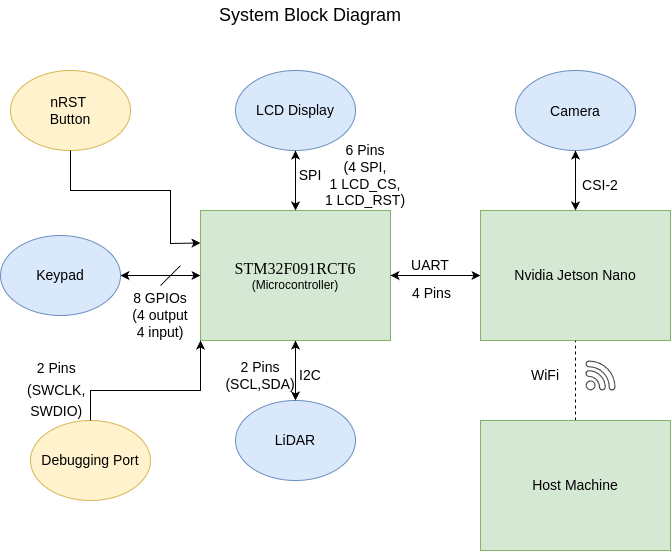 System Block Diagram
nRST
Button
LCD Display
Camera
SPI
6 Pins
(4 SPI,
1 LCD_CS,
1 LCD_RST)
CSI-2
Keypad
8 GPIOs
(4 output
4 input)
STM32F091RCT6
(Microcontroller)
UART
4 Pins
Nvidia Jetson Nano
2 Pins
(SWCLK,
SWDIO)
2 Pins
(SCL,SDA)
I2C
WiFi
Debugging Port
LiDAR
Host Machine